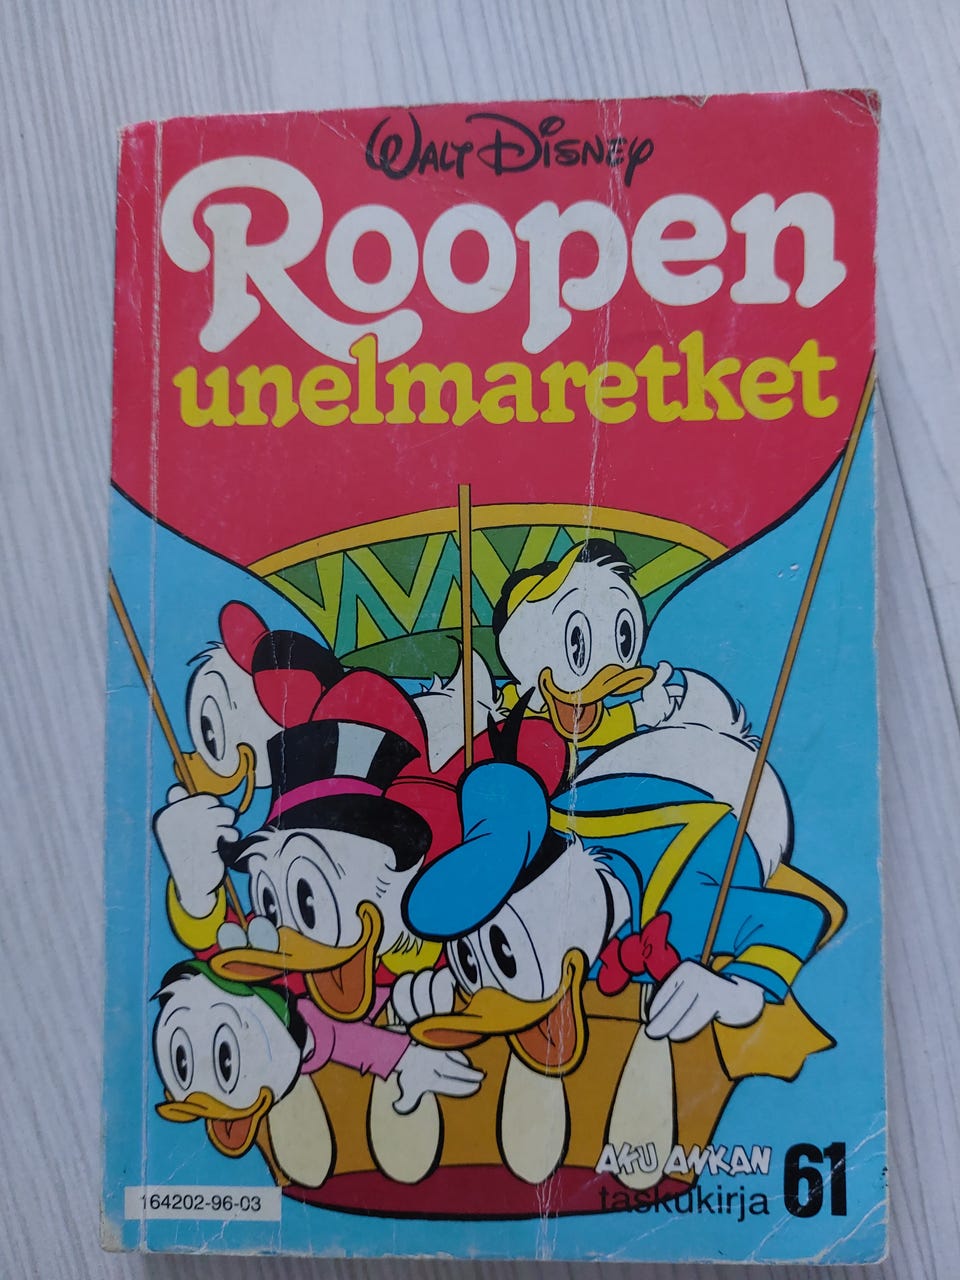 WALT DISNEY
Roopen
unelmaretket
AKU ANKAN
taskukirja 61
164202-96-03